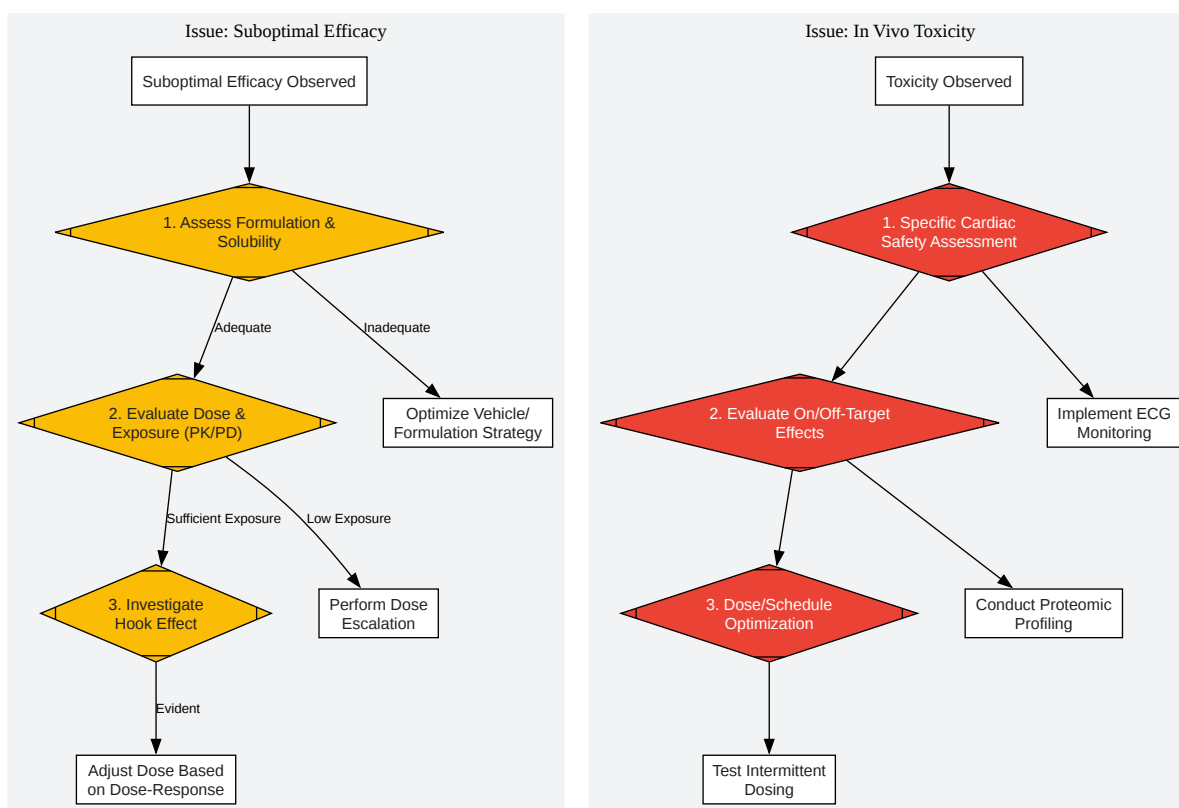 Issue: Suboptimal Efficacy
Suboptimal Efficacy Observed
1. Assess Formulation &
Solubility
Adequate
Inadequate
2. Evaluate Dose &
Exposure (PK/PD)
Optimize Vehicle/
Formulation Strategy
Sufficient Exposure
Low Exposure
3. Investigate
Hook Effect
Perform Dose
Escalation
Evident
Adjust Dose Based
on Dose-Response
Issue: In Vivo Toxicity
Toxicity Observed
1. Specific Cardiac
Safety Assessment
2. Evaluate On/Off-Target
Effects
Implement ECG
Monitoring
3. Dose/Schedule
Optimization
Conduct Proteomic
Profiling
Test Intermittent
Dosing